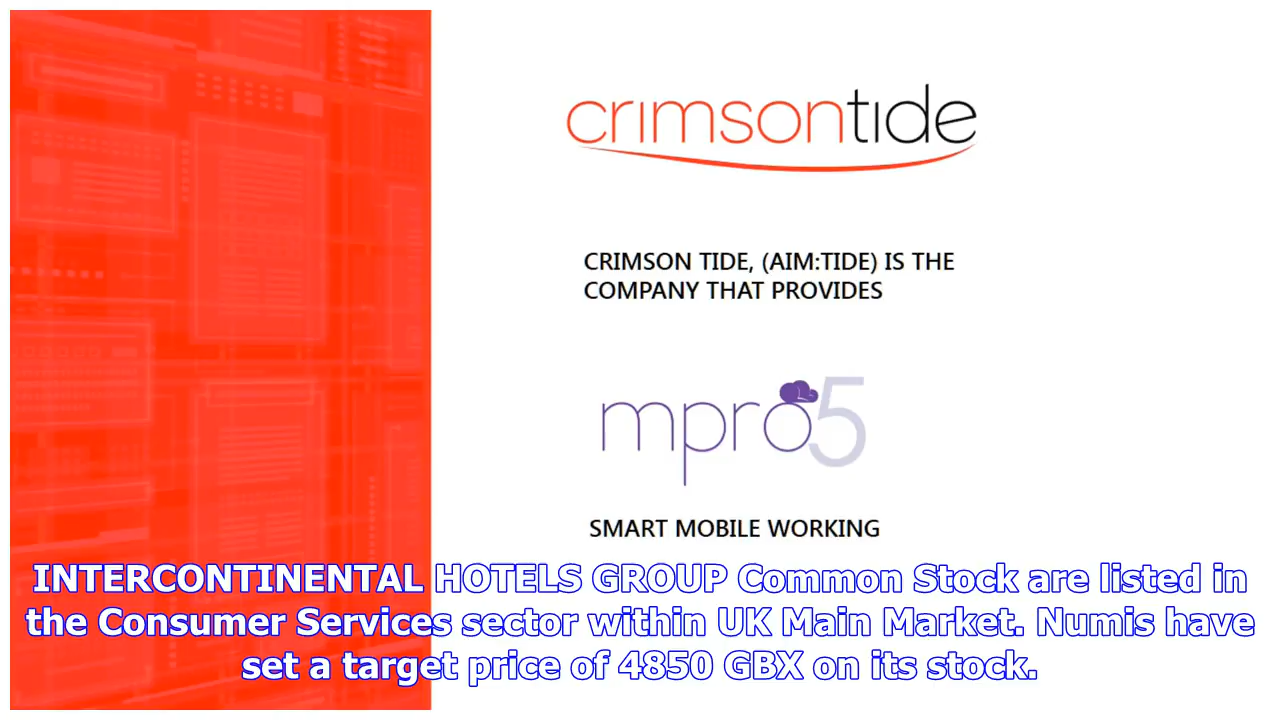 crimsontide
CRIMSON TIDE, (AIM:TIDE) IS THE
COMPANY THAT PROVIDES
mpro5
SMART MOBILE WORKING
INTERCONTINENTAL HOTELS GROUP Common Stock are listed in
the Consumer Services sector within UK Main Market. Numis have
set a target price of 4850 GBX on its stock.